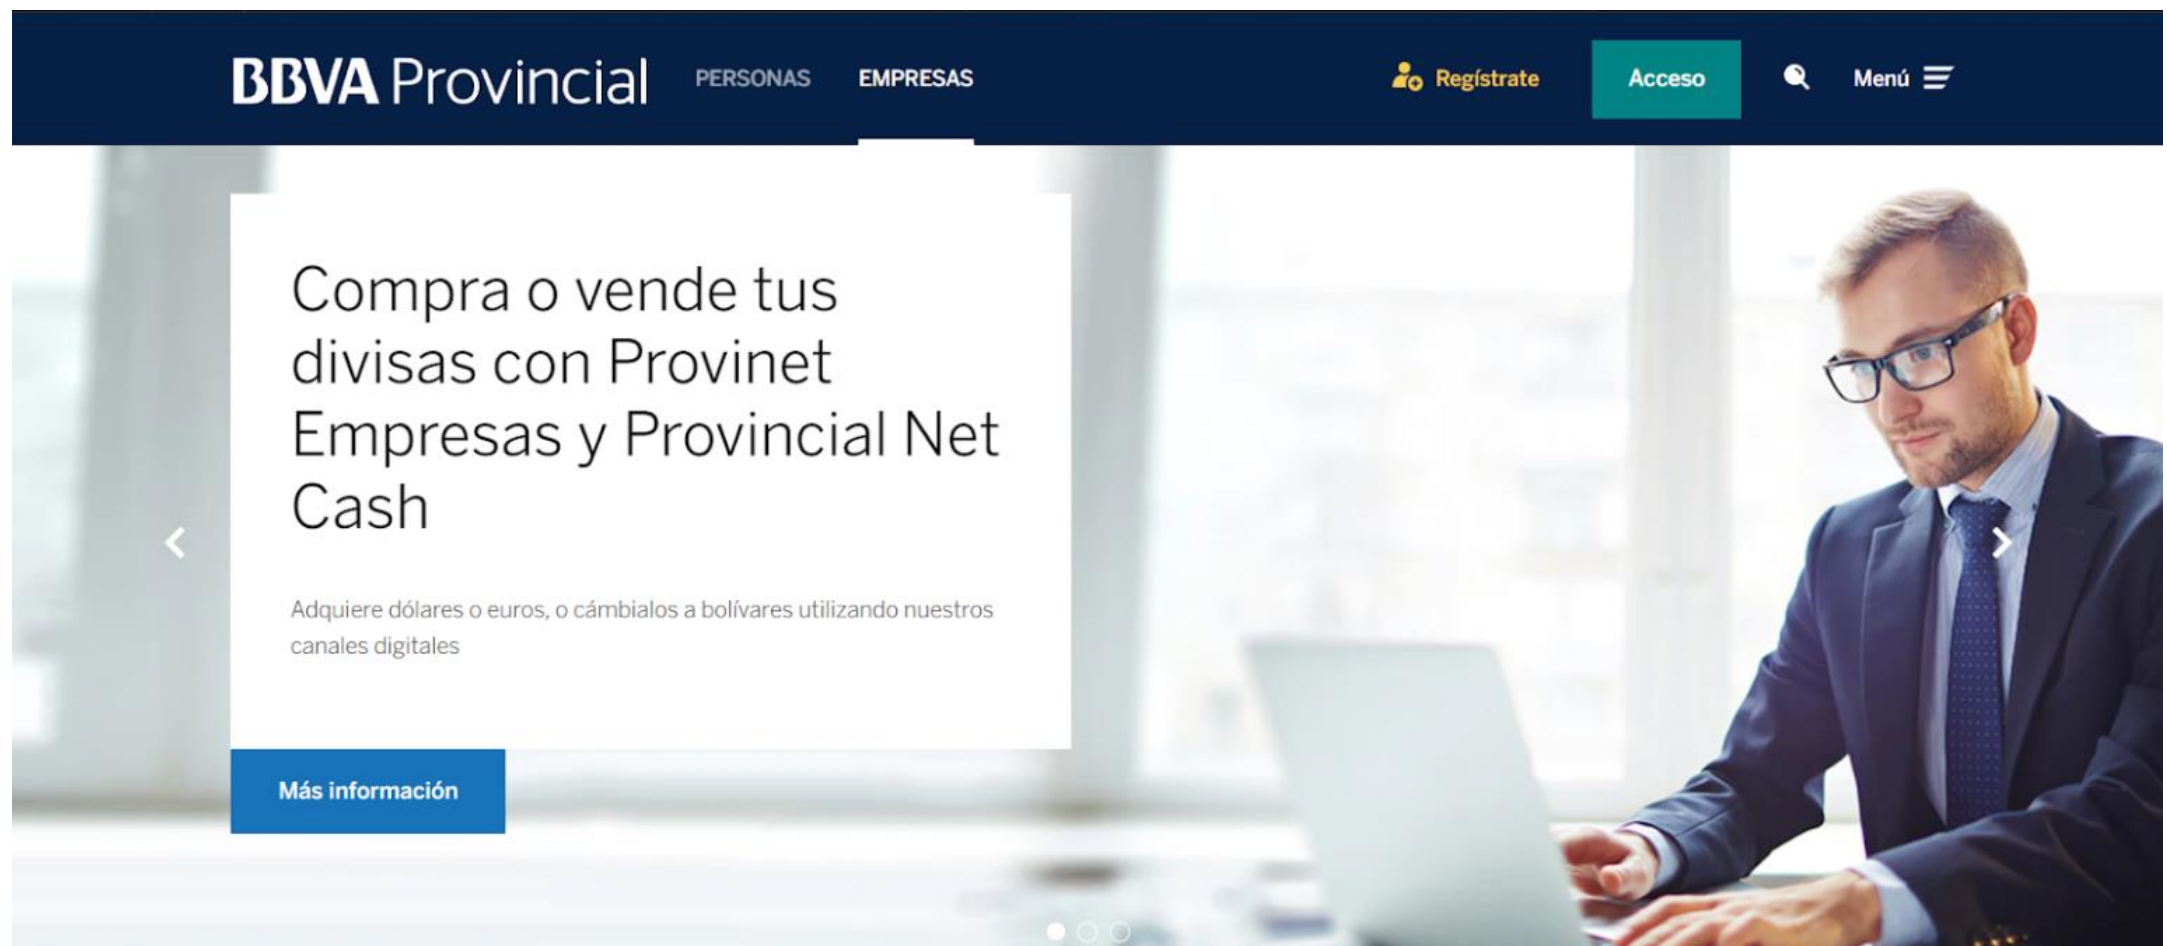 BBVA Provincial PERSONAS EMPRESAS Regístrate Acceso Menú
Compra o vende tus
divisas con Provinet
Empresas y Provincial Net
Cash
Adquiere dólares o euros, o cámbialos a bolívares utilizando nuestros
canales digitales
Más información